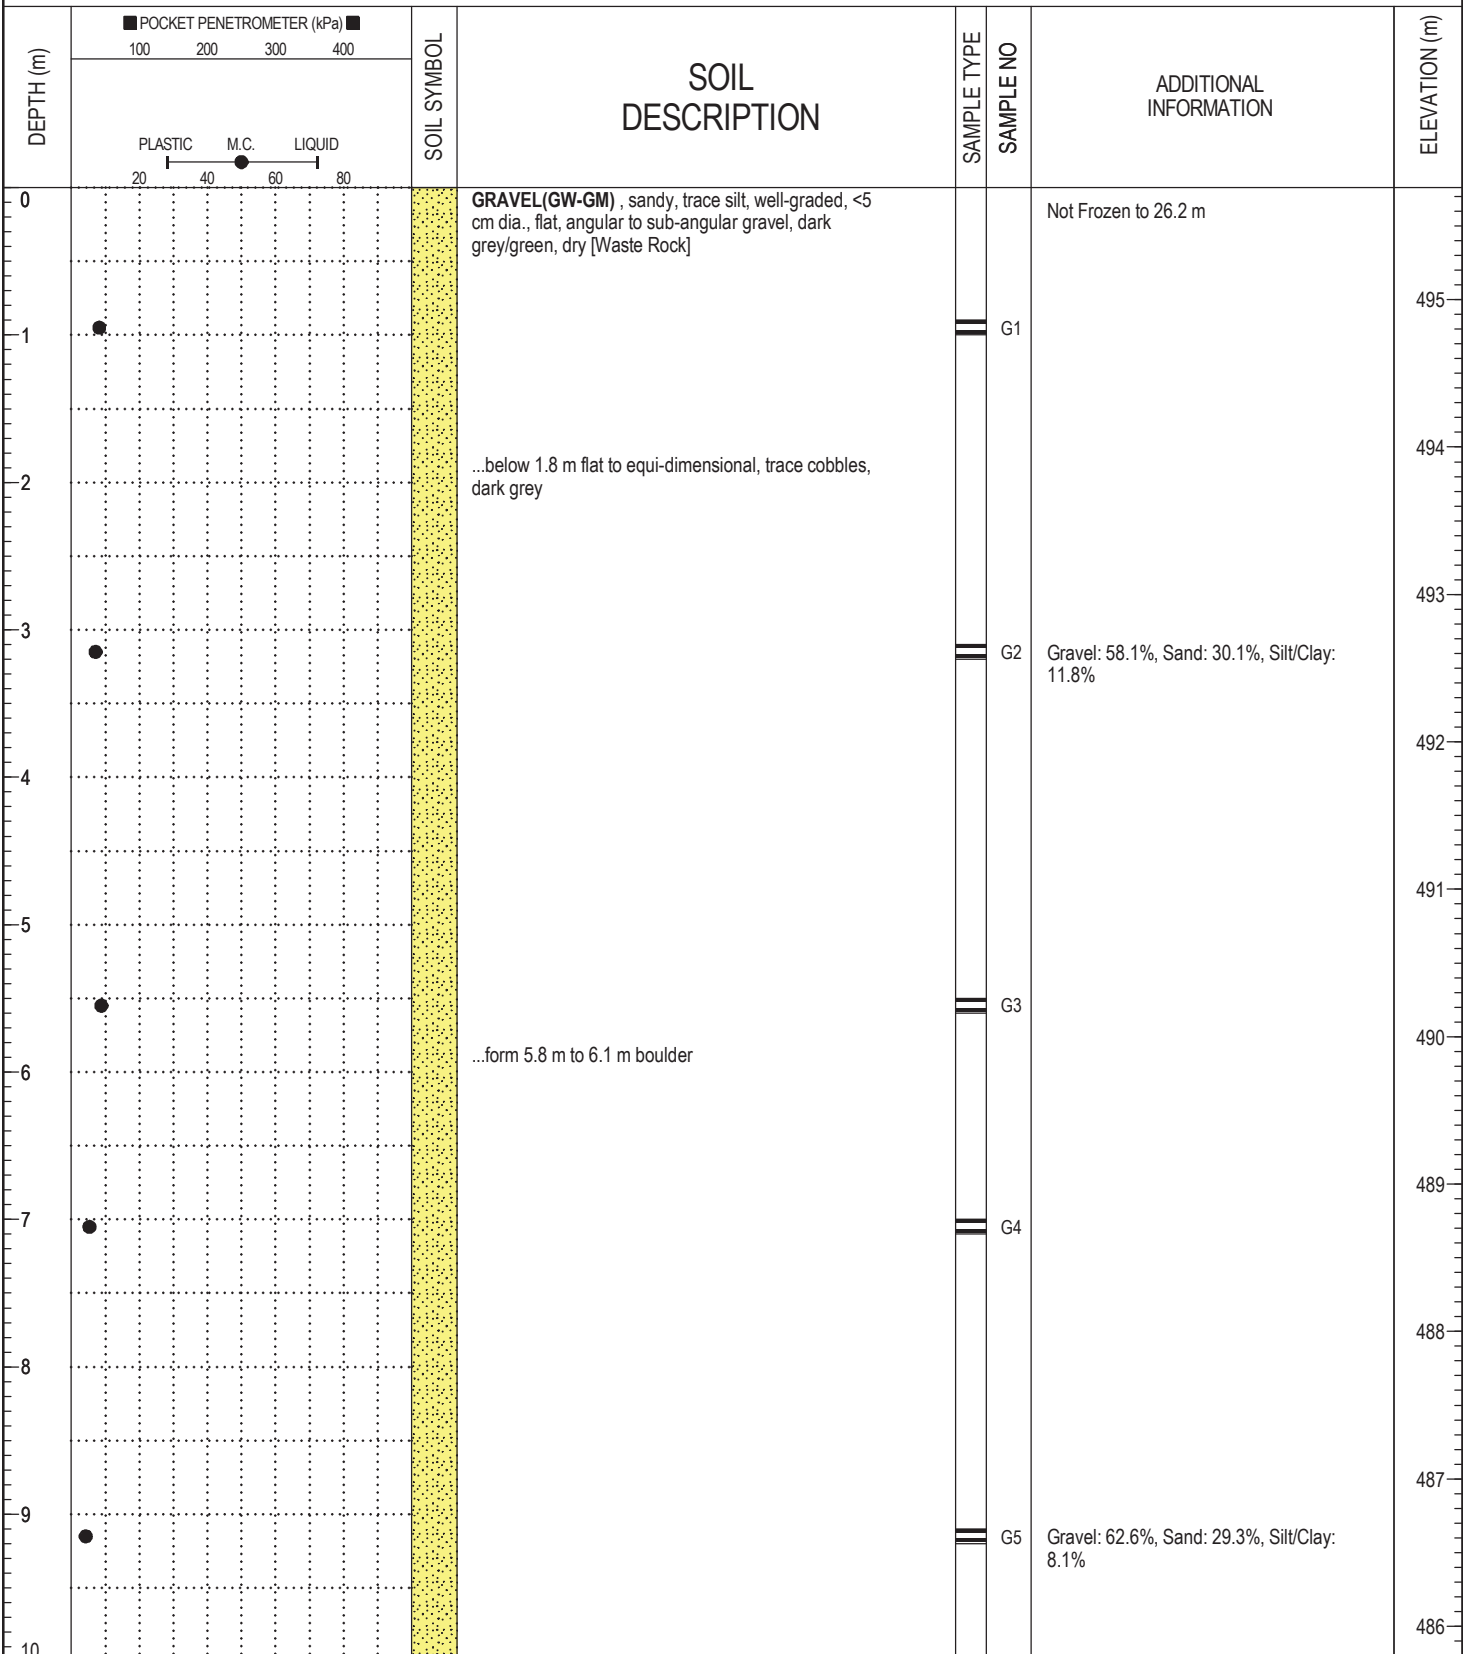 ■ POCKET PENETROMETER (kPa) ■
100 200 300 400
DEPTH (m)
PLASTIC M.C. LIQUID
20 40 60 80
SOIL SYMBOL
SOIL
DESCRIPTION
SAMPLE TYPE
SAMPLE NO
ADDITIONAL
INFORMATION
ELEVATION (m)
0
GRAVEL(GW-GM) , sandy, trace silt, well-graded, <5
cm dia., flat, angular to sub-angular gravel, dark
grey/green, dry [Waste Rock]
Not Frozen to 26.2 m
495
1
G1
494
...below 1.8 m flat to equi-dimensional, trace cobbles,
dark grey
2
493
3
G2
Gravel: 58.1%, Sand: 30.1%, Silt/Clay:
11.8%
492
4
491
5
G3
490
...form 5.8 m to 6.1 m boulder
6
489
7
G4
488
8
487
9
G5
Gravel: 62.6%, Sand: 29.3%, Silt/Clay:
8.1%
486
10